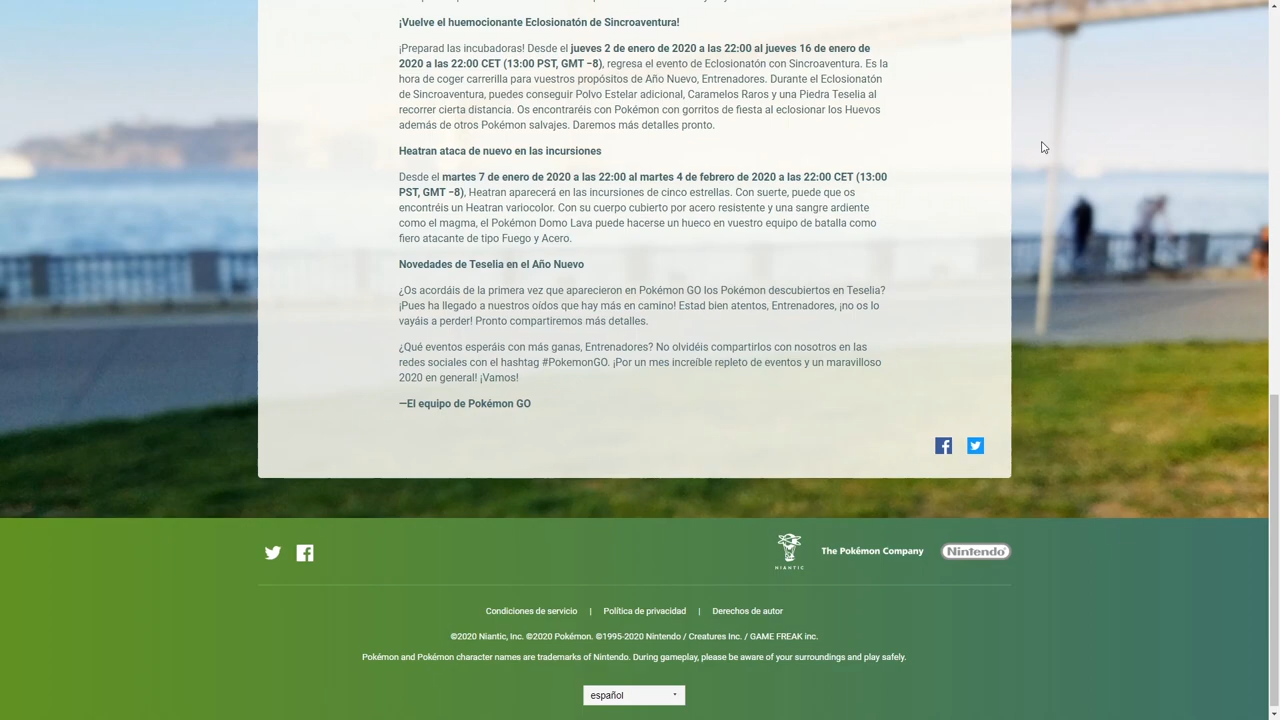 ¡Vuelve el huemocionante Eclosionatón de Sincroaventura!
¡Preparad las incubadoras! Desde el jueves 2 de enero de 2020 a las 22:00 al jueves 16 de enero de
2020 a las 22:00 CET (13:00 PST, GMT −8), regresa el evento de Eclosionatón con Sincroaventura. Es la
hora de coger carrerilla para vuestros propósitos de Año Nuevo, Entrenadores. Durante el Eclosionatón
de Sincroaventura, puedes conseguir Polvo Estelar adicional, Caramelos Raros y una Piedra Teselia al
recorrer cierta distancia. Os encontraréis con Pokémon con gorritos de fiesta al eclosionar los Huevos
además de otros Pokémon salvajes. Daremos más detalles pronto.
Heatran ataca de nuevo en las incursiones
Desde el martes 7 de enero de 2020 a las 22:00 al martes 4 de febrero de 2020 a las 22:00 CET (13:00
PST, GMT −8), Heatran aparecerá en las incursiones de cinco estrellas. Con suerte, puede que os
encontréis un Heatran variocolor. Con su cuerpo cubierto por acero resistente y una sangre ardiente
como el magma, el Pokémon Domo Lava puede hacerse un hueco en vuestro equipo de batalla como
fiero atacante de tipo Fuego y Acero.
Novedades de Teselia en el Año Nuevo
¿Os acordáis de la primera vez que aparecieron en Pokémon GO los Pokémon descubiertos en Teselia?
¡Pues ha llegado a nuestros oídos que hay más en camino! Estad bien atentos, Entrenadores, ¡no os lo
vayáis a perder! Pronto compartiremos más detalles.
¿Qué eventos esperáis con más ganas, Entrenadores? No olvidéis compartirlos con nosotros en las
redes sociales con el hashtag #PokemonGO. ¡Por un mes increíble repleto de eventos y un maravilloso
2020 en general! ¡Vamos!
—El equipo de Pokémon GO
NIANTIC The Pokémon Company Nintendo
Condiciones de servicio | Política de privacidad | Derechos de autor
©2020 Niantic, Inc. ©2020 Pokémon. ©1995-2020 Nintendo / Creatures Inc. / GAME FREAK inc.
Pokémon and Pokémon character names are trademarks of Nintendo. During gameplay, please be aware of your surroundings and play safely.
español